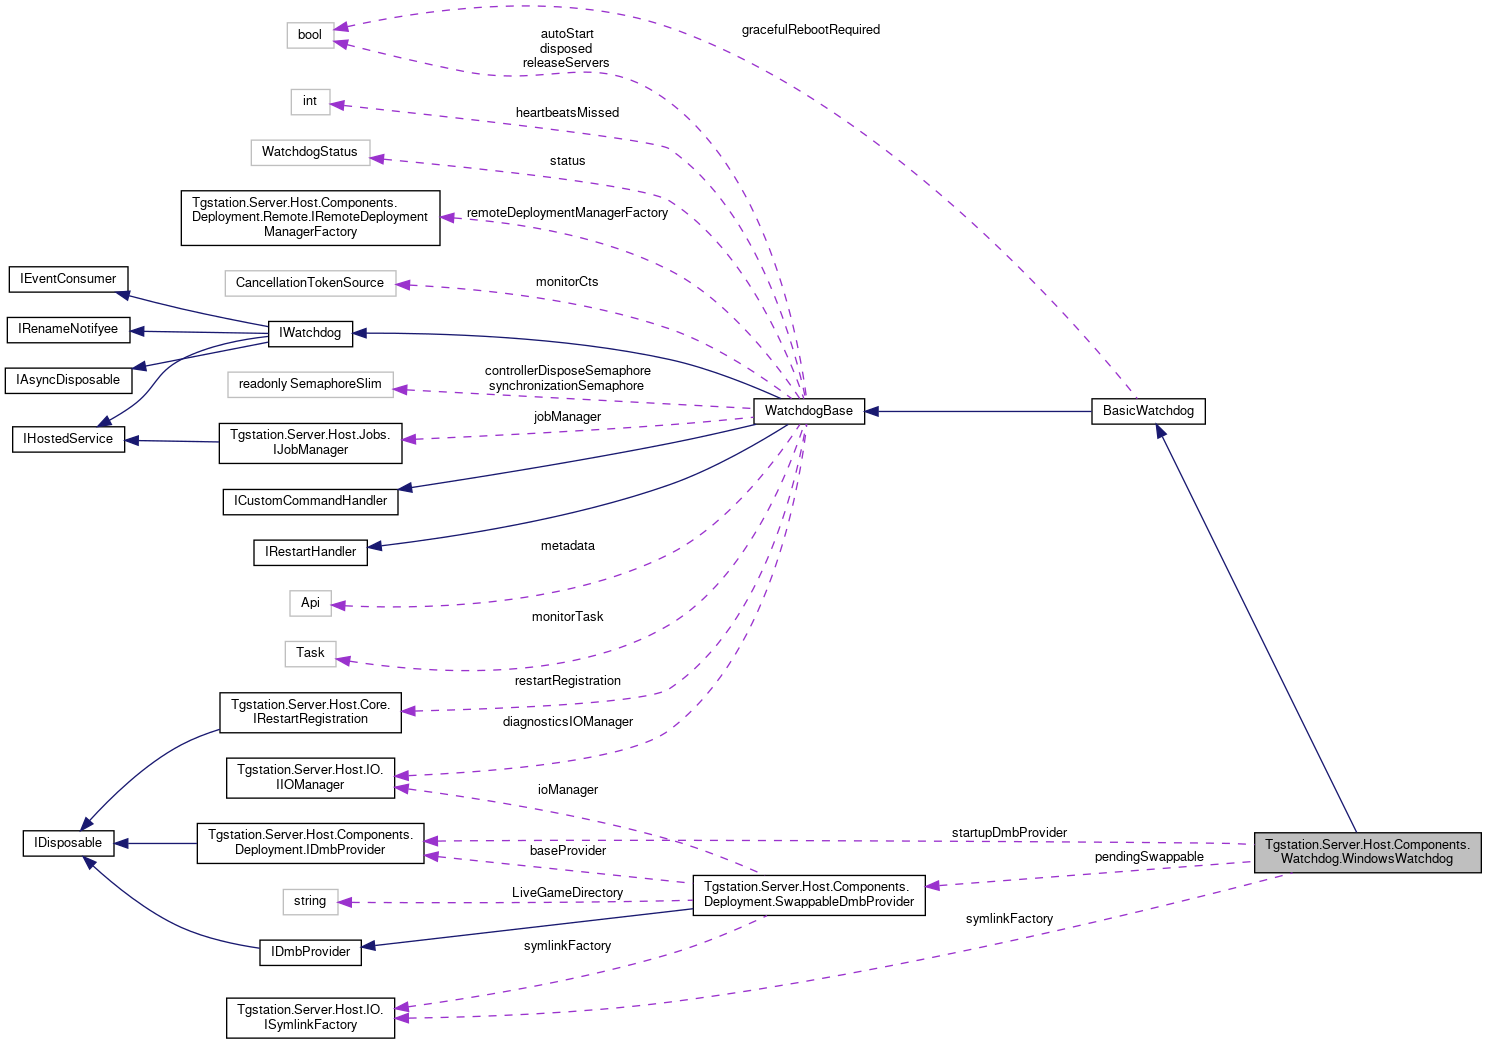 bool
gracefulRebootRequired
autoStart
disposed
releaseServers
int
heartbeatsMissed
WatchdogStatus
status
Tgstation.Server.Host.Components.
Deployment.Remote.IRemoteDeployment
ManagerFactory
remoteDeploymentManagerFactory
IEventConsumer
CancellationTokenSource
monitorCts
IRenameNotifyee
IWatchdog
IAsyncDisposable
readonly SemaphoreSlim
controllerDisposeSemaphore
synchronizationSemaphore
WatchdogBase
BasicWatchdog
IHostedService
Tgstation.Server.Host.Jobs.
IJobManager
jobManager
ICustomCommandHandler
IRestartHandler
metadata
Api
monitorTask
Task
restartRegistration
Tgstation.Server.Host.Core.
IRestartRegistration
diagnosticsIOManager
Tgstation.Server.Host.IO.
IIOManager
ioManager
IDisposable
Tgstation.Server.Host.Components.
Deployment.IDmbProvider
startupDmbProvider
baseProvider
pendingSwappable
Tgstation.Server.Host.Components.
Watchdog.WindowsWatchdog
string
LiveGameDirectory
Tgstation.Server.Host.Components.
Deployment.SwappableDmbProvider
symlinkFactory
IDmbProvider
symlinkFactory
Tgstation.Server.Host.IO.
ISymlinkFactory